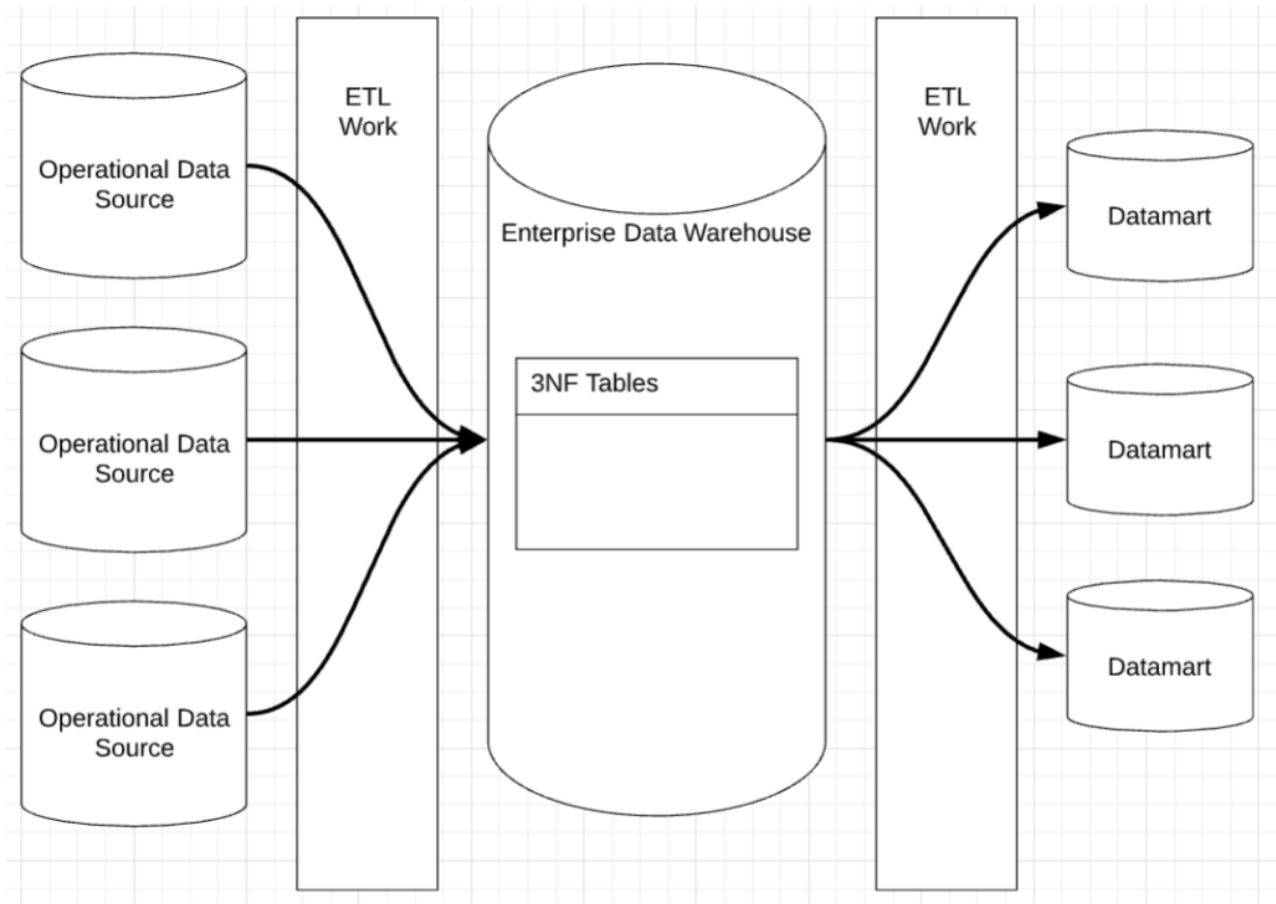 Operational Data
Source
Operational Data
Source
Operational Data
Source
ETL
Work
Enterprise Data Warehouse
3NF Tables
ETL
Work
Datamart
Datamart
Datamart